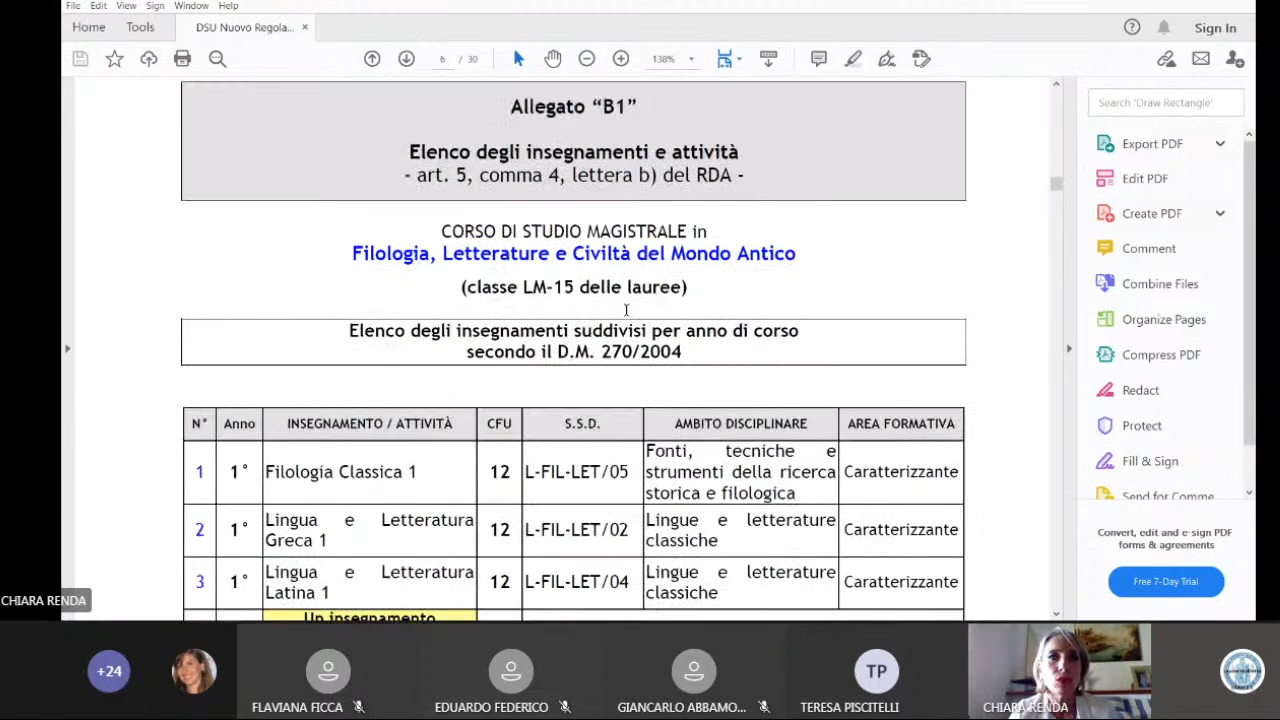 File Edit View Sign Window Help
Home Tools DSU Nuovo Regola... × Sign In
6 / 30 138%
Search 'Draw Rectangle'
Export PDF
Edit PDF
Create PDF
Comment
Combine Files
Organize Pages
Compress PDF
Redact
Protect
Fill & Sign
Send for Comme
Convert, edit and e-sign PDF
forms & agreements
Free 7-Day Trial
Allegato “B1”
Elenco degli insegnamenti e attività
- art. 5, comma 4, lettera b) del RDA -
CORSO DI STUDIO MAGISTRALE in
Filologia, Letterature e Civiltà del Mondo Antico
(classe LM-15 delle lauree)
Elenco degli insegnamenti suddivisi per anno di corso
secondo il D.M. 270/2004
N° Anno INSEGNAMENTO / ATTIVITÀ CFU S.S.D. AMBITO DISCIPLINARE AREA FORMATIVA
1 1° Filologia Classica 1 12 L-FIL-LET/05 Fonti, tecniche e
strumenti della ricerca
storica e filologica Caratterizzante
2 1° Lingua e Letteratura
Greca 1 12 L-FIL-LET/02 Lingue e letterature
classiche Caratterizzante
3 1° Lingua e Letteratura
Latina 1 12 L-FIL-LET/04 Lingue e letterature
classiche Caratterizzante
Un insegnamento
CHIARA RENDA
+24
FLAVIANA FICCA
EDUARDO FEDERICO
GIANCARLO ABBAMO...
TP
TERESA PISCITELLI
CHIARA RENDA